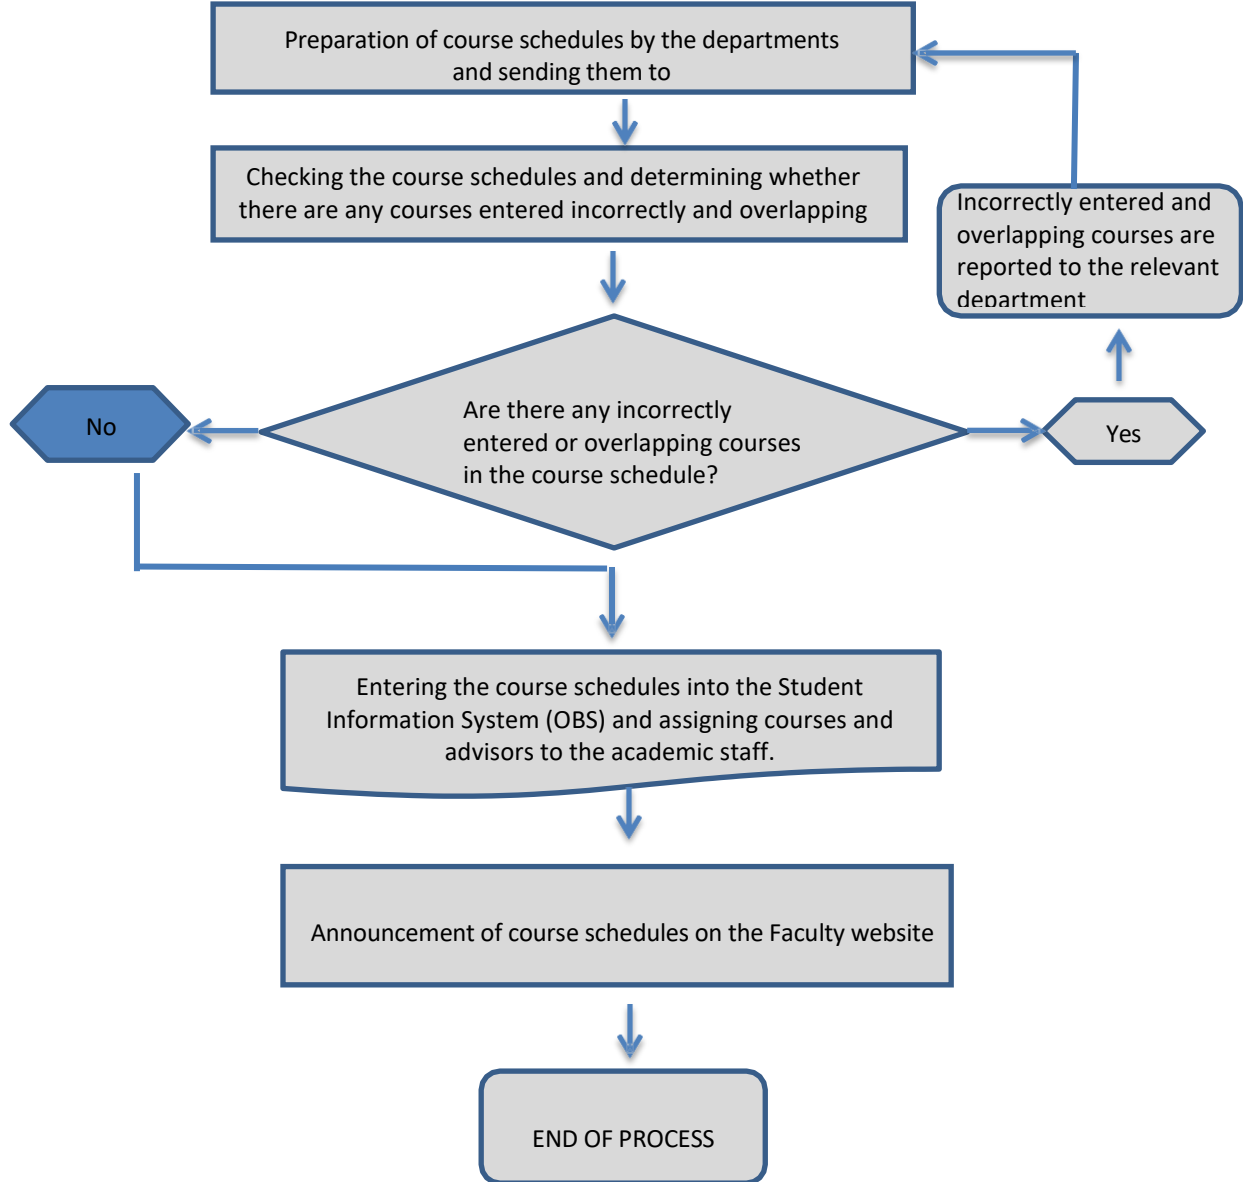 Preparation of course schedules by the departments
and sending them to
Checking the course schedules and determining whether
there are any courses entered incorrectly and overlapping
Incorrectly entered and
overlapping courses are
reported to the relevant
department
Are there any incorrectly
entered or overlapping courses
in the course schedule?
No
Yes
Entering the course schedules into the Student
Information System (OBS) and assigning courses and
advisors to the academic staff.
Announcement of course schedules on the Faculty website
END OF PROCESS